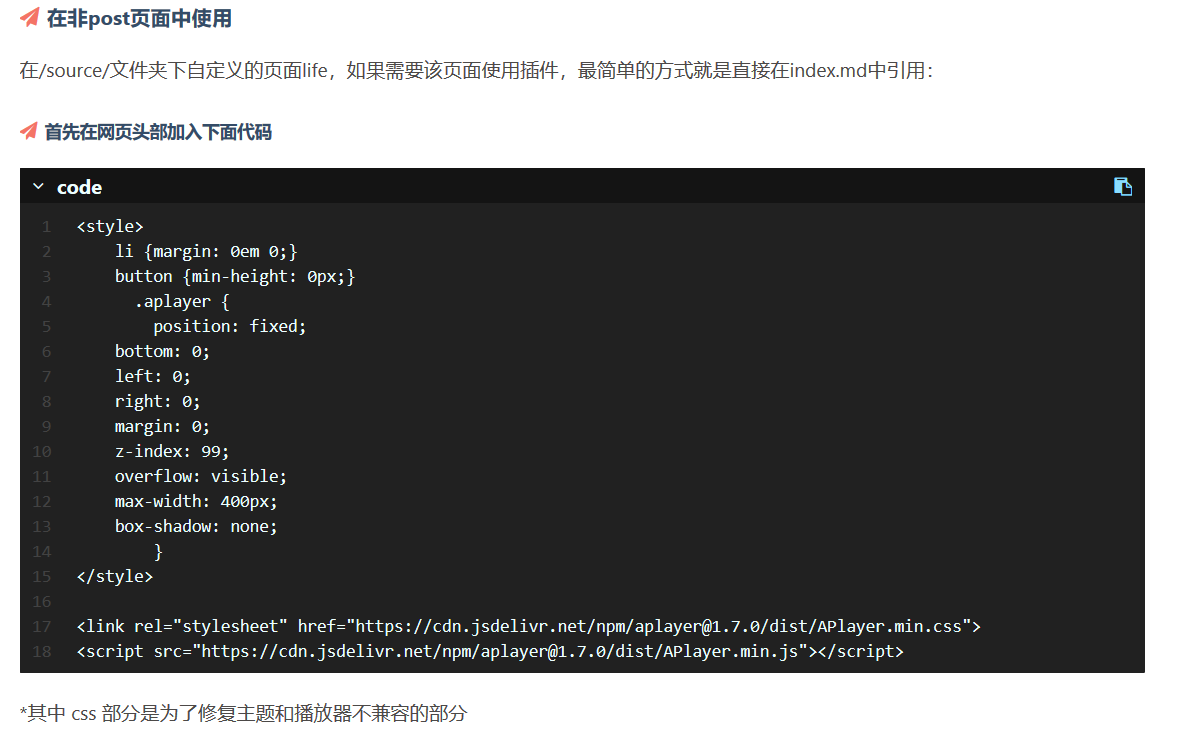 在非post页面中使用
在/source/文件夹下自定义的页面life，如果需要该页面使用插件，最简单的方式就是直接在index.md中引用：
首先在网页头部加入下面代码
code
1 <style>
2     li {margin: 0em 0;}
3     button {min-height: 0px;}
4       .aplayer {
5         position: fixed;
6     bottom: 0;
7     left: 0;
8     right: 0;
9     margin: 0;
10     z-index: 99;
11     overflow: visible;
12     max-width: 400px;
13     box-shadow: none;
14         }
15 </style>
16
17 <link rel="stylesheet" href="https://cdn.jsdelivr.net/npm/aplayer@1.7.0/dist/APlayer.min.css">
18 <script src="https://cdn.jsdelivr.net/npm/aplayer@1.7.0/dist/APlayer.min.js"></script>
*其中 css 部分是为了修复主题和播放器不兼容的部分